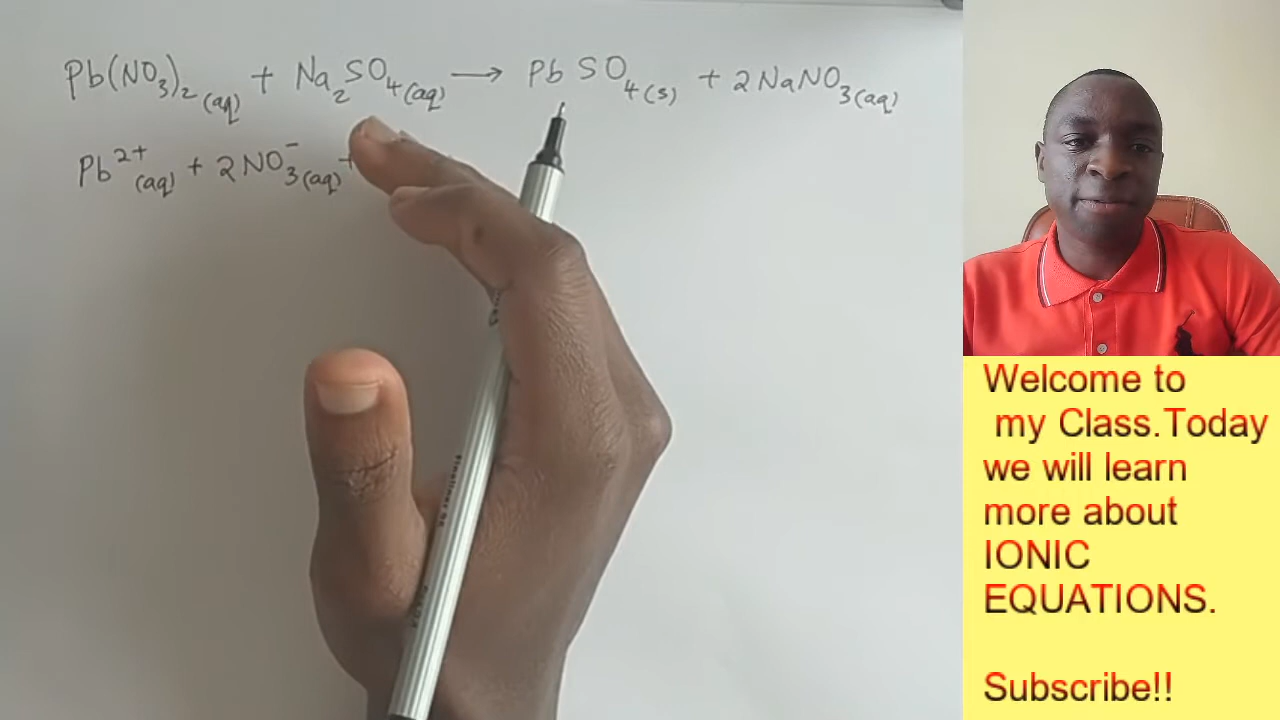 Pb(NO₃)₂(aq) + Na₂SO₄(aq) → PbSO₄(s) + 2NaNO₃(aq)
Pb²⁺(aq) + 2NO₃⁻(aq) +
Welcome to
my Class.Today
we will learn
more about
IONIC
EQUATIONS.
Subscribe!!